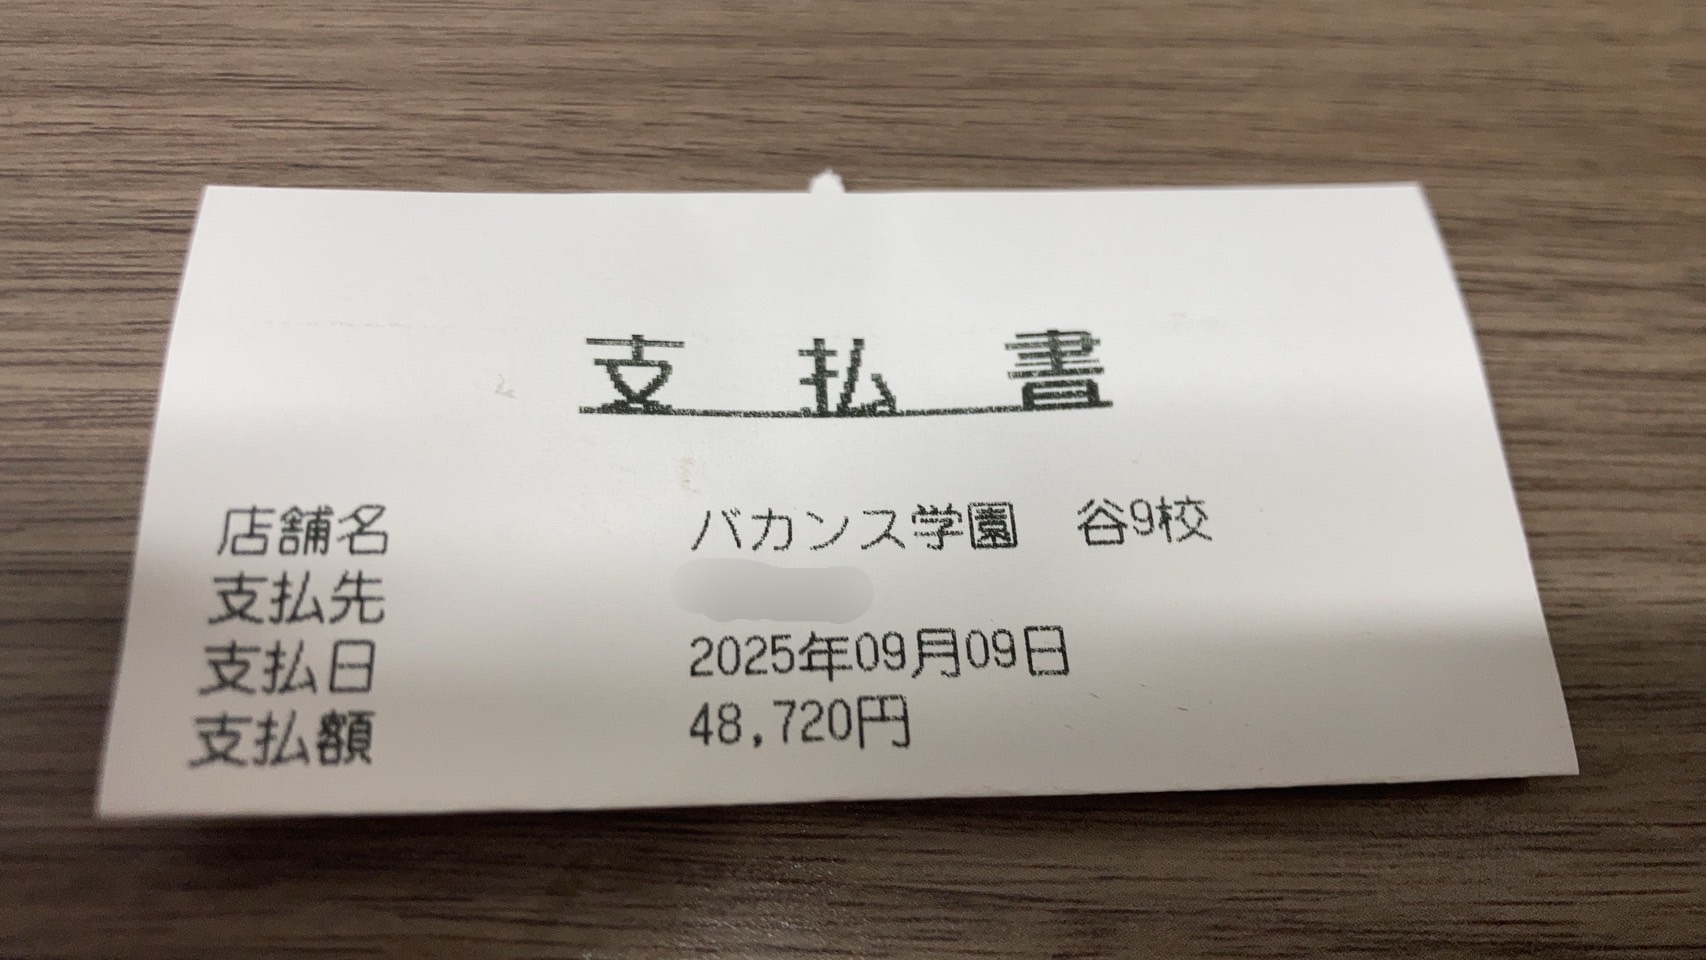 支払書
店舗名 バカンス学園 谷9校
支払先
支払日 2025年09月09日
支払額 48,720円